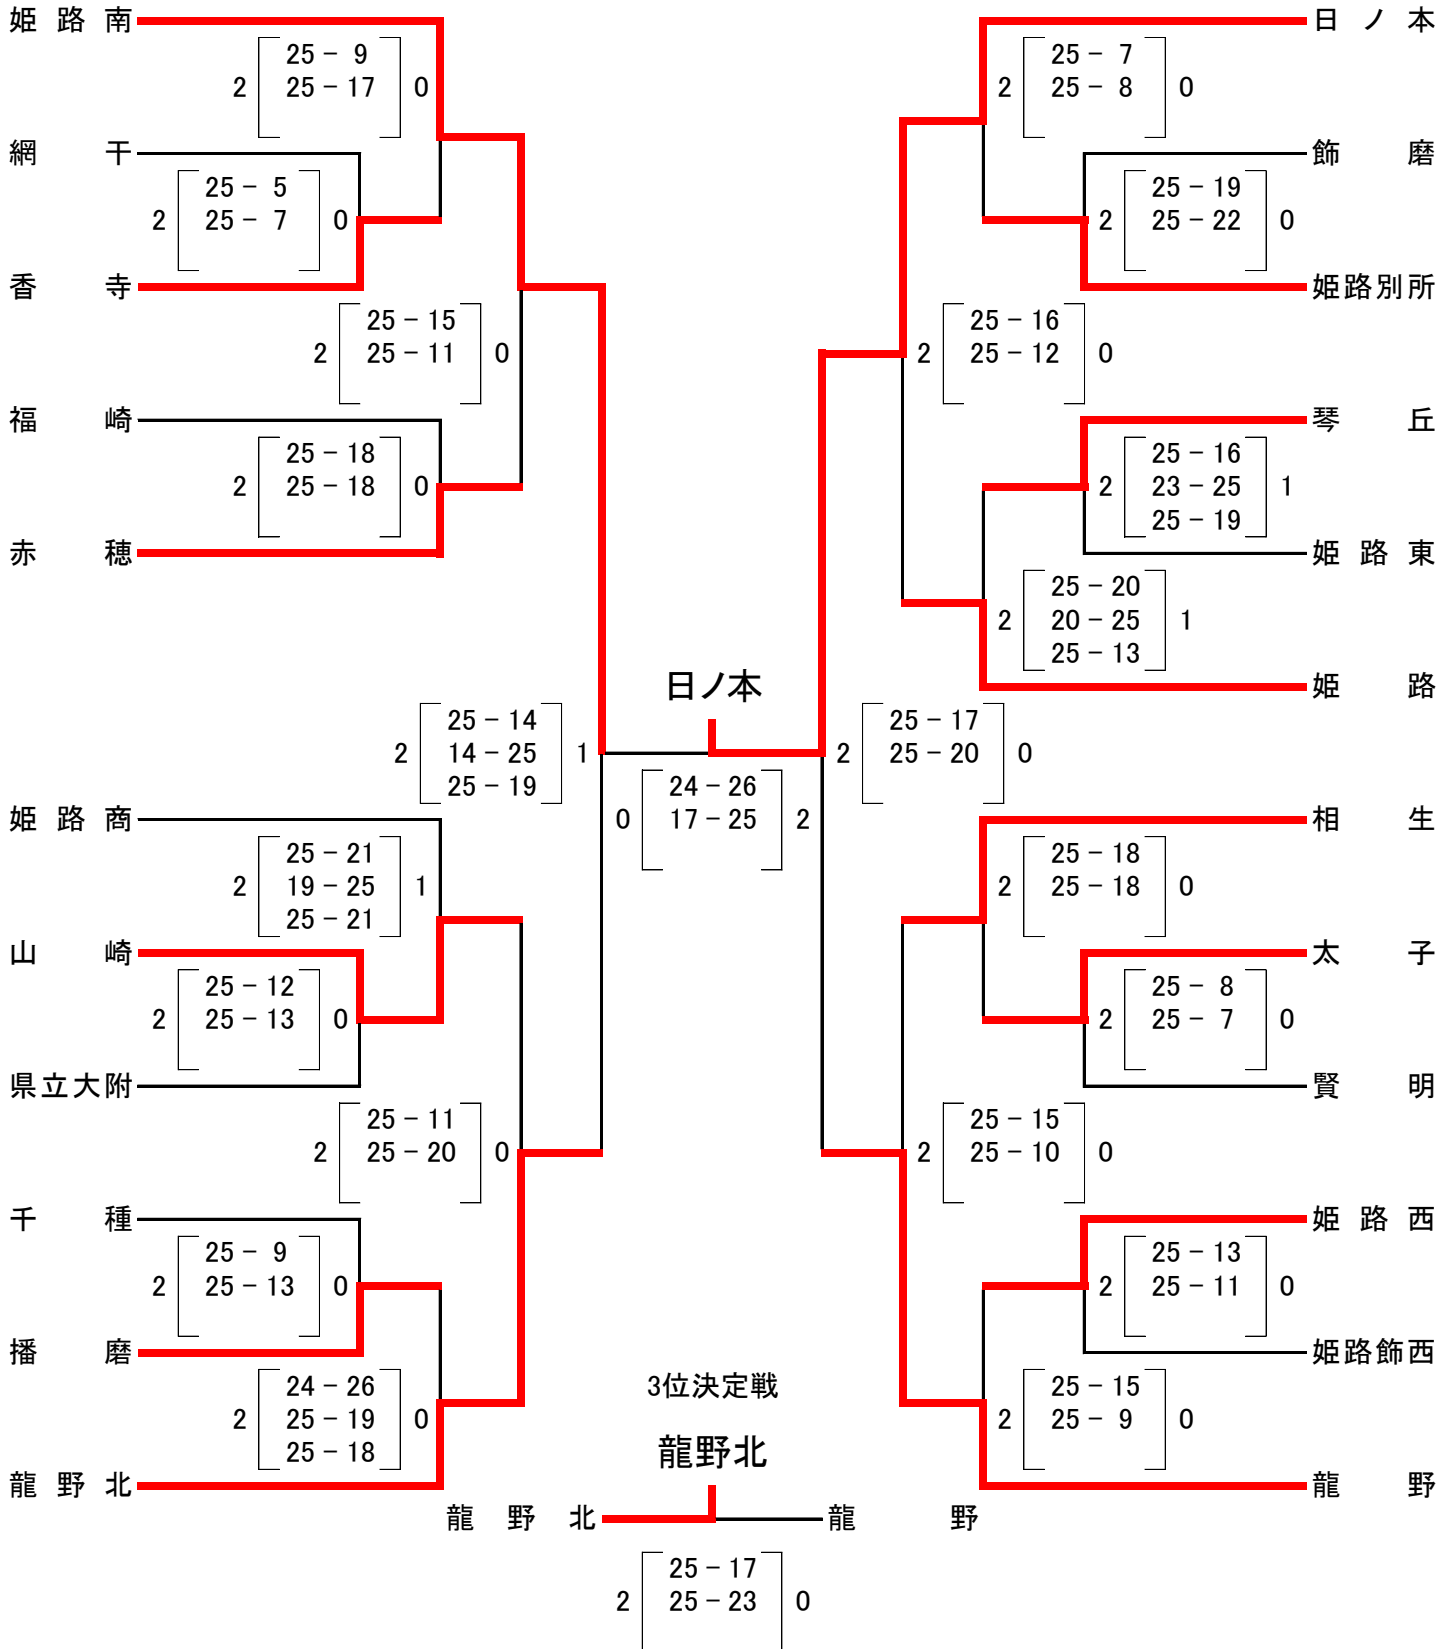 姫路南
25 - 9
2 25 - 17 0
網干
25 - 5
2 25 - 7 0
香寺
25 - 15
2 25 - 11 0
福崎
25 - 18
2 25 - 18 0
赤穂
25 - 14
2 14 - 25 1
25 - 19
姫路商
25 - 21
2 19 - 25 1
25 - 21
山崎
25 - 12
2 25 - 13 0
県立大附
25 - 11
2 25 - 20 0
千種
25 - 9
2 25 - 13 0
播磨
24 - 26
2 25 - 19 0
25 - 18
龍野北
日ノ本
24 - 26
0 17 - 25 2
日ノ本
25 - 7
2 25 - 8 0
飾磨
25 - 19
2 25 - 22 0
姫路別所
25 - 16
2 25 - 12 0
琴丘
25 - 16
2 23 - 25 1
25 - 19
姫路東
25 - 20
2 20 - 25 1
25 - 13
姫路
25 - 17
2 25 - 20 0
相生
25 - 18
2 25 - 18 0
太子
25 - 8
2 25 - 7 0
賢明
25 - 15
2 25 - 10 0
姫路西
25 - 13
2 25 - 11 0
姫路飾西
25 - 15
2 25 - 9 0
龍野
3位決定戦
龍野北
龍野北 龍野
25 - 17
2 25 - 23 0